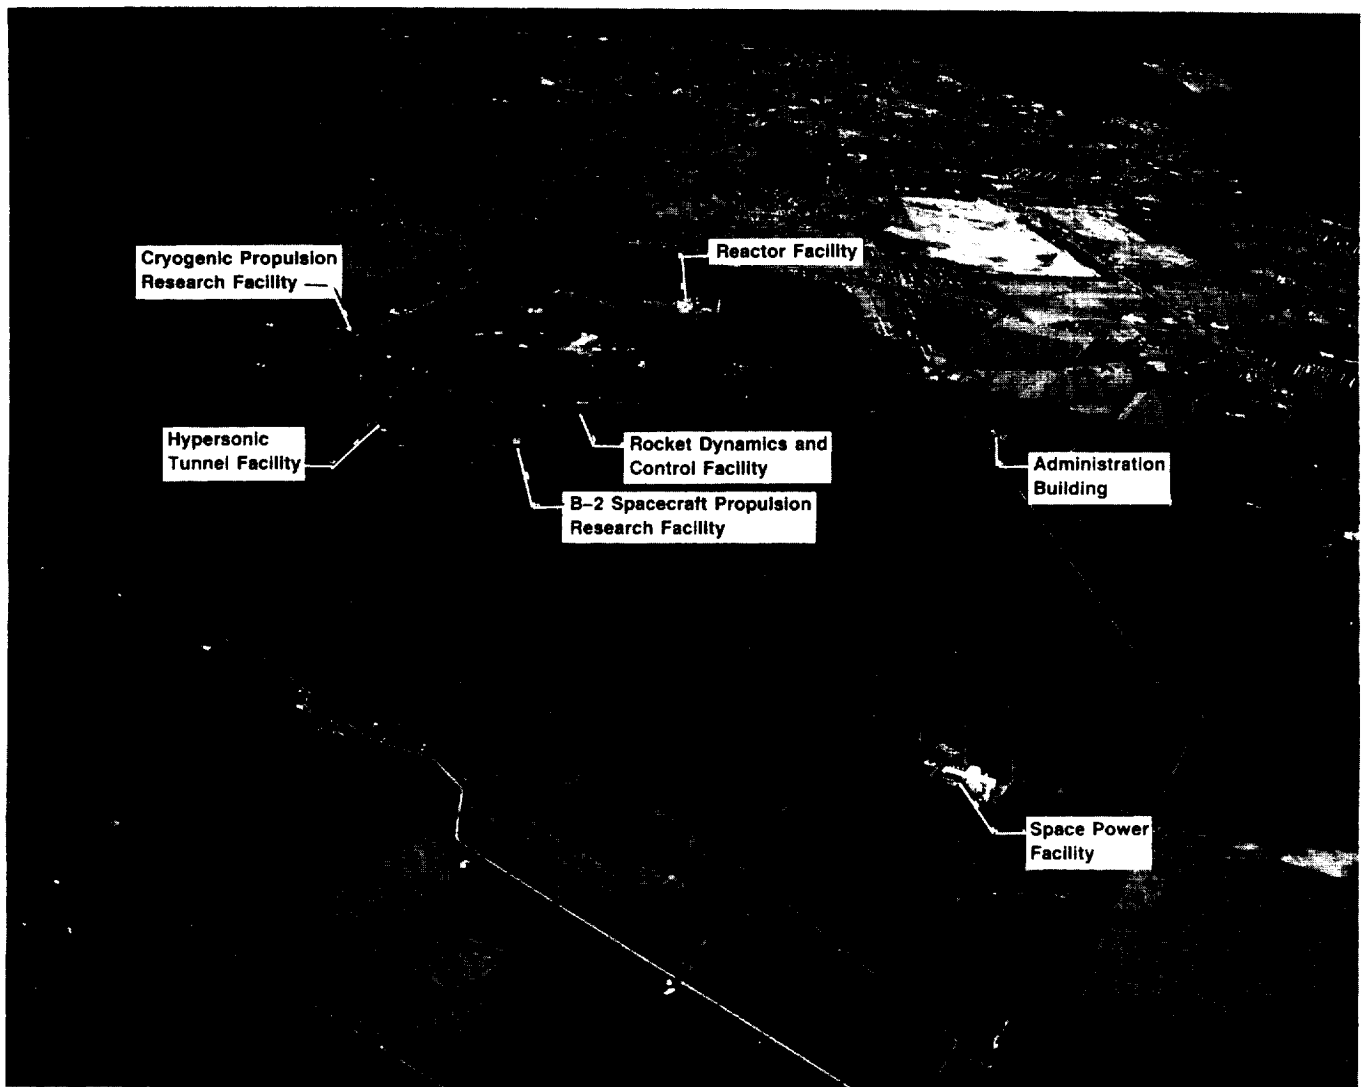 Cryogenic Propulsion
Research Facility
Reactor Facility
Hypersonic
Tunnel Facility
Rocket Dynamics and
Control Facility
B–2 Spacecraft Propulsion
Research Facility
Administration
Building
Space Power
Facility